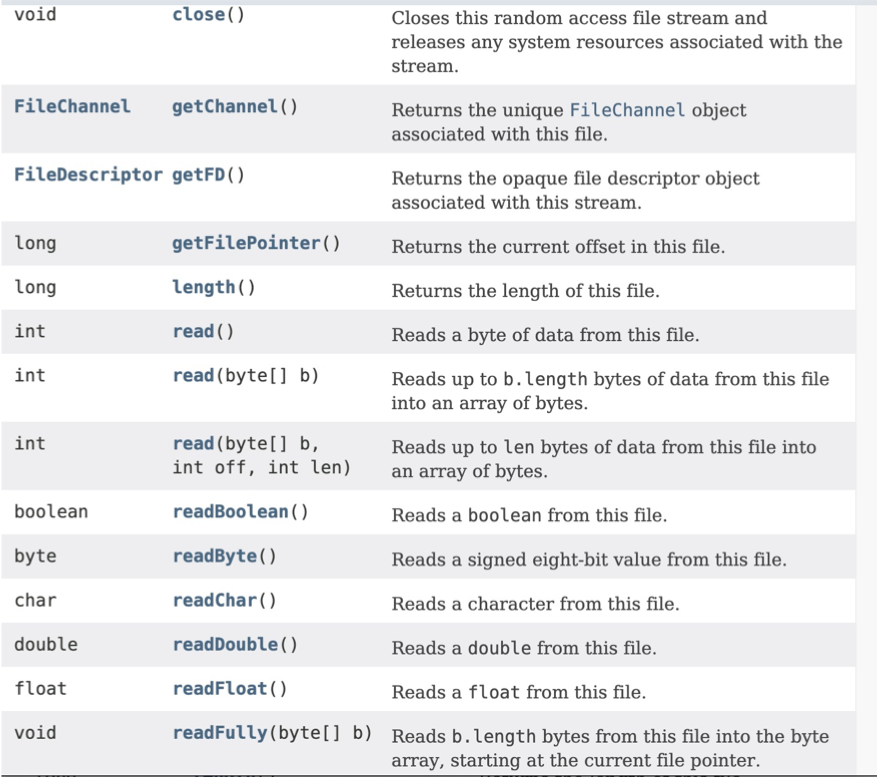 void close() Closes this random access file stream and
releases any system resources associated with the
stream.
FileChannel getChannel() Returns the unique FileChannel object
associated with this file.
FileDescriptor getFD() Returns the opaque file descriptor object
associated with this stream.
long getFilePointer() Returns the current offset in this file.
long length() Returns the length of this file.
int read() Reads a byte of data from this file.
int read(byte[] b) Reads up to b.length bytes of data from this file
into an array of bytes.
int read(byte[] b, Reads up to len bytes of data from this file into
int off, int len) an array of bytes.
boolean readBoolean() Reads a boolean from this file.
byte readByte() Reads a signed eight-bit value from this file.
char readChar() Reads a character from this file.
double readDouble() Reads a double from this file.
float readFloat() Reads a float from this file.
void readFully(byte[] b) Reads b.length bytes from this file into the byte
array, starting at the current file pointer.